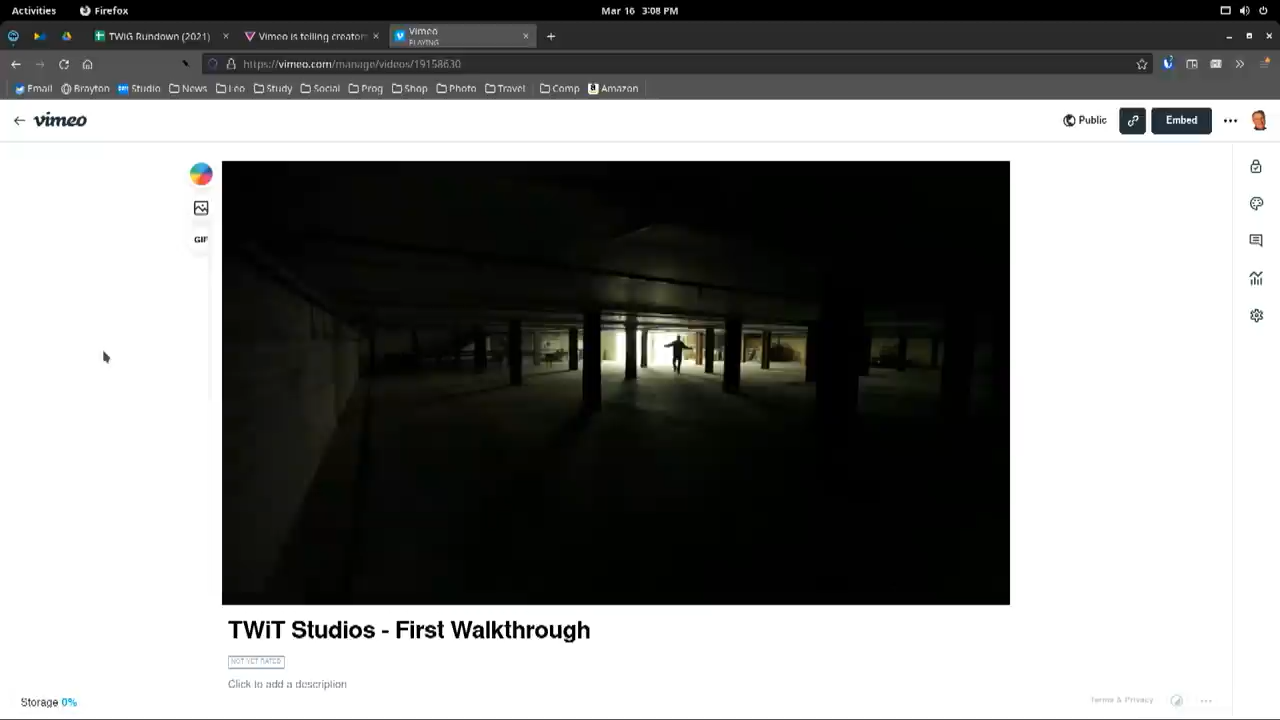 Activities Firefox Mar 16 3:08 PM
TWiG Rundown (2021) Vimeo is telling creator Vimeo
PLAYING
https://vimeo.com/manage/videos/19158630
Email Brayton Studio News Leo Study Social Prog Shop Photo Travel Comp Amazon
vimeo Public Embed
GIF
TWiT Studios - First Walkthrough
NOT YET RATED
Click to add a description
Storage 0% Terms & Privacy